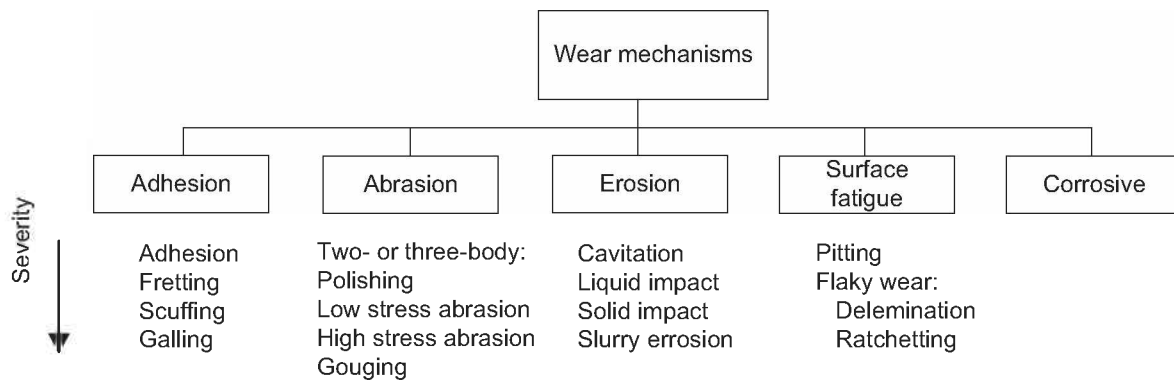 Wear mechanisms
Adhesion
Abrasion
Erosion
Surface
fatigue
Corrosive
Severity
Adhesion
Fretting
Scuffing
Galling
Two- or three-body:
Polishing
Low stress abrasion
High stress abrasion
Gouging
Cavitation
Liquid impact
Solid impact
Slurry errosion
Pitting
Flaky wear:
Delemination
Ratchetting